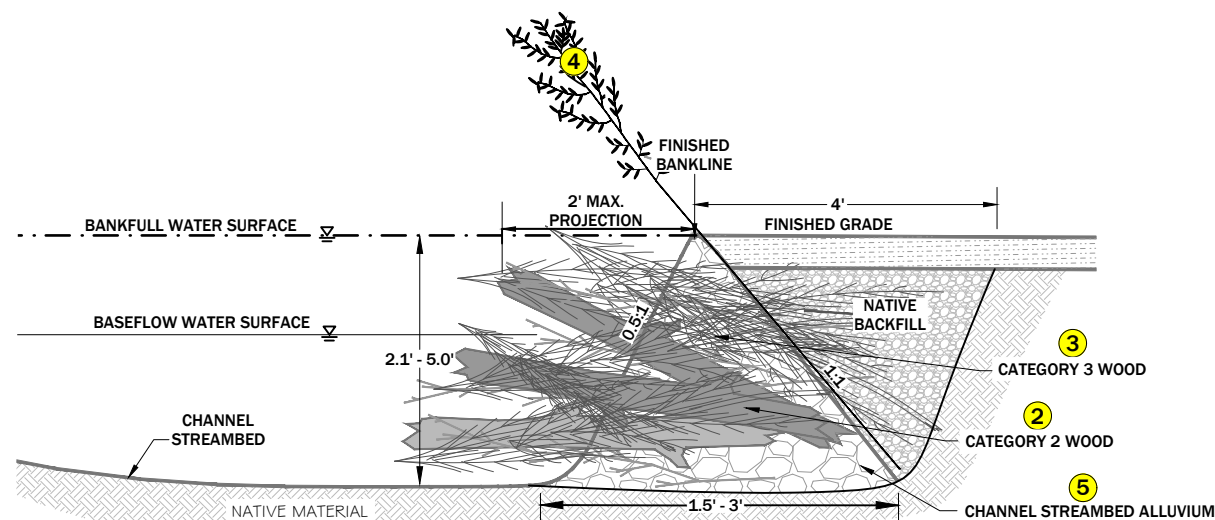 4
FINISHED
BANKLINE
2' MAX.
PROJECTION
4'
BANKFULL WATER SURFACE
FINISHED GRADE
BASEFLOW WATER SURFACE
0.5:1
NATIVE
BACKFILL
2.1' - 5.0'
3
CATEGORY 3 WOOD
1:1
CHANNEL
STREAMBED
2
CATEGORY 2 WOOD
5
CHANNEL STREAMBED ALLUVIUM
NATIVE MATERIAL
1.5' - 3'